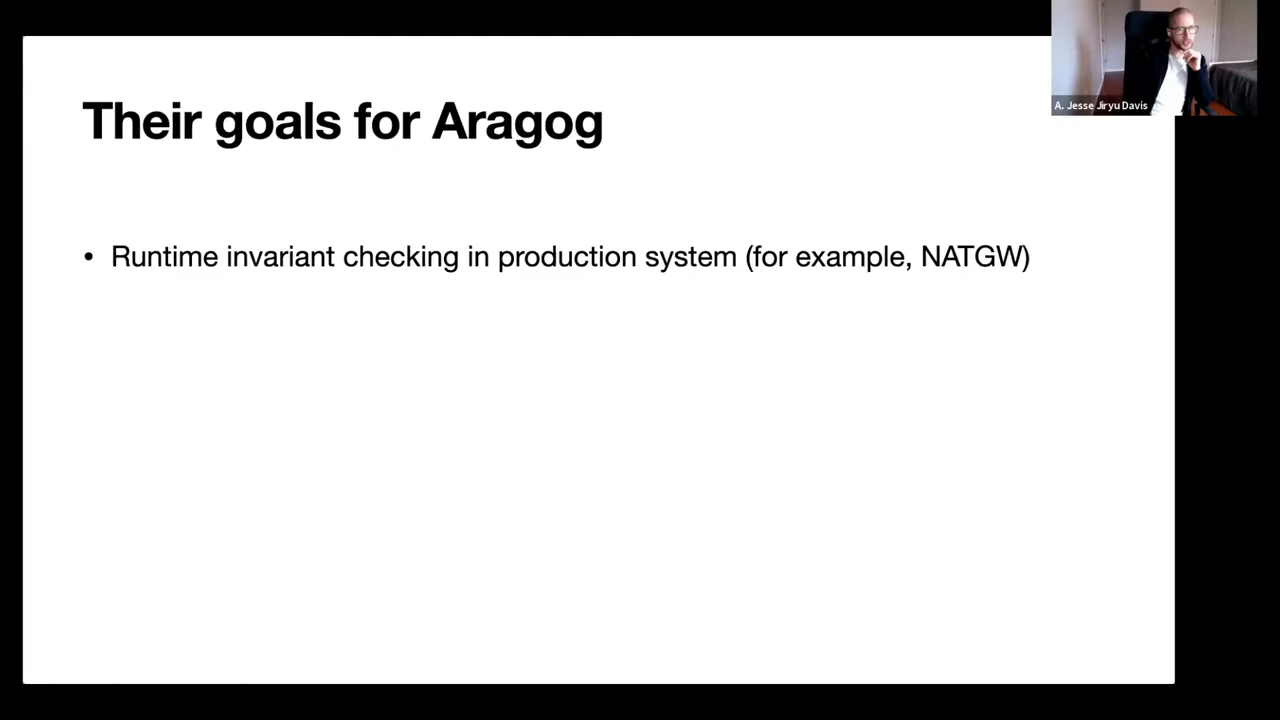 Their goals for Aragog
A. Jesse Jiryu Davis
• Runtime invariant checking in production system (for example, NATGW)